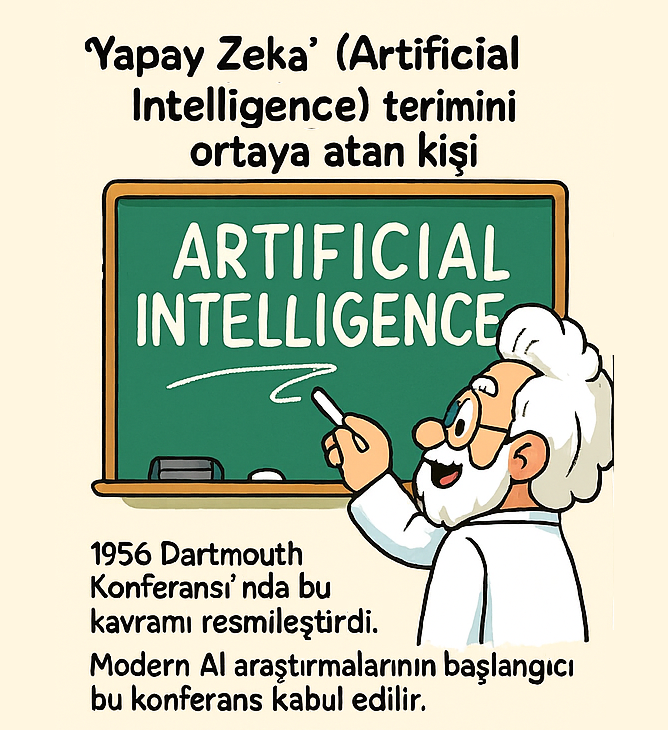 'Yapay Zeka' (Artificial
Intelligence) terimini
ortaya atan kişi
ARTIFICIAL
INTELLIGENCE
1956 Dartmouth
Konferansı'nda bu
kavramı resmileştirdi.
Modern AI araştırmalarının başlangıcı
bu konferans kabul edilir.